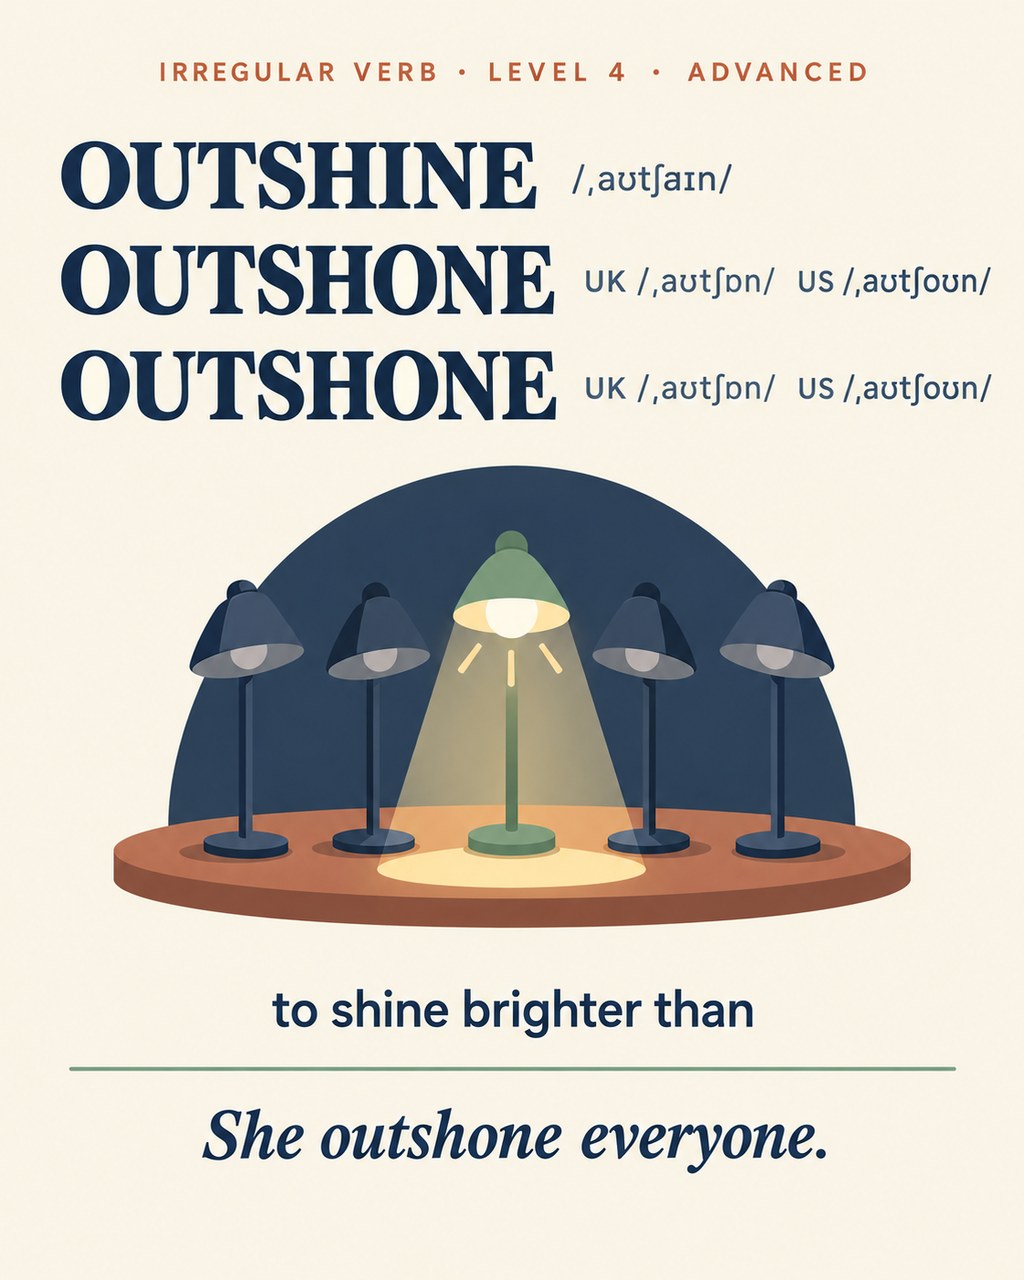 IRREGULAR VERB • LEVEL 4 • ADVANCED
OUTSHINE /ˌaʊtʃaɪn/
OUTSHONE UK /ˌaʊtʃɒn/ US /ˌaʊtʃoʊn/
OUTSHONE UK /ˌaʊtʃɒn/ US /ˌaʊtʃoʊn/
to shine brighter than
She outshone everyone.